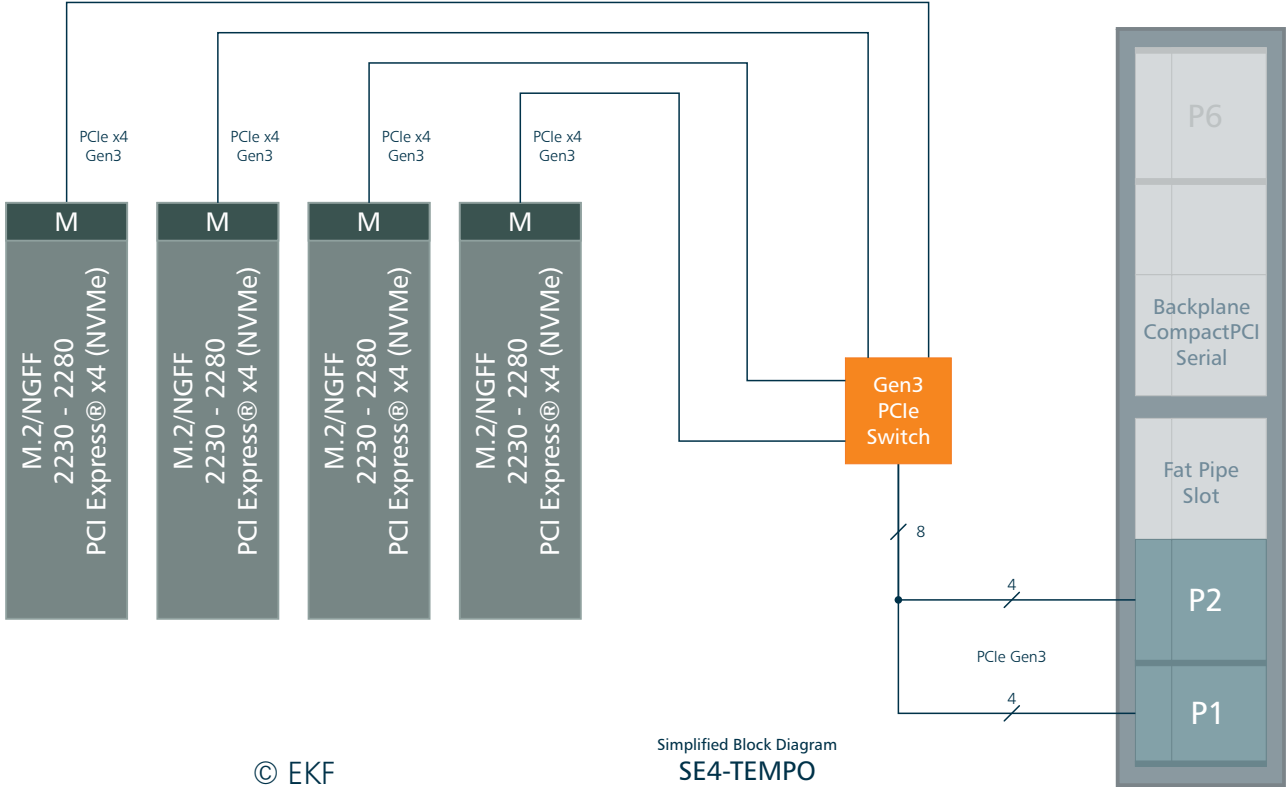 PCIe x4
Gen3
PCIe x4
Gen3
PCIe x4
Gen3
PCIe x4
Gen3
M
M.2/NGFF
2230 - 2280
PCI Express® x4 (NVMe)
M
M.2/NGFF
2230 - 2280
PCI Express® x4 (NVMe)
M
M.2/NGFF
2230 - 2280
PCI Express® x4 (NVMe)
M
M.2/NGFF
2230 - 2280
PCI Express® x4 (NVMe)
Gen3
PCIe
Switch
8
4
PCIe Gen3
4
P6
Backplane
CompactPCI
Serial
Fat Pipe
Slot
P2
P1
© EKF
Simplified Block Diagram
SE4-TEMPO